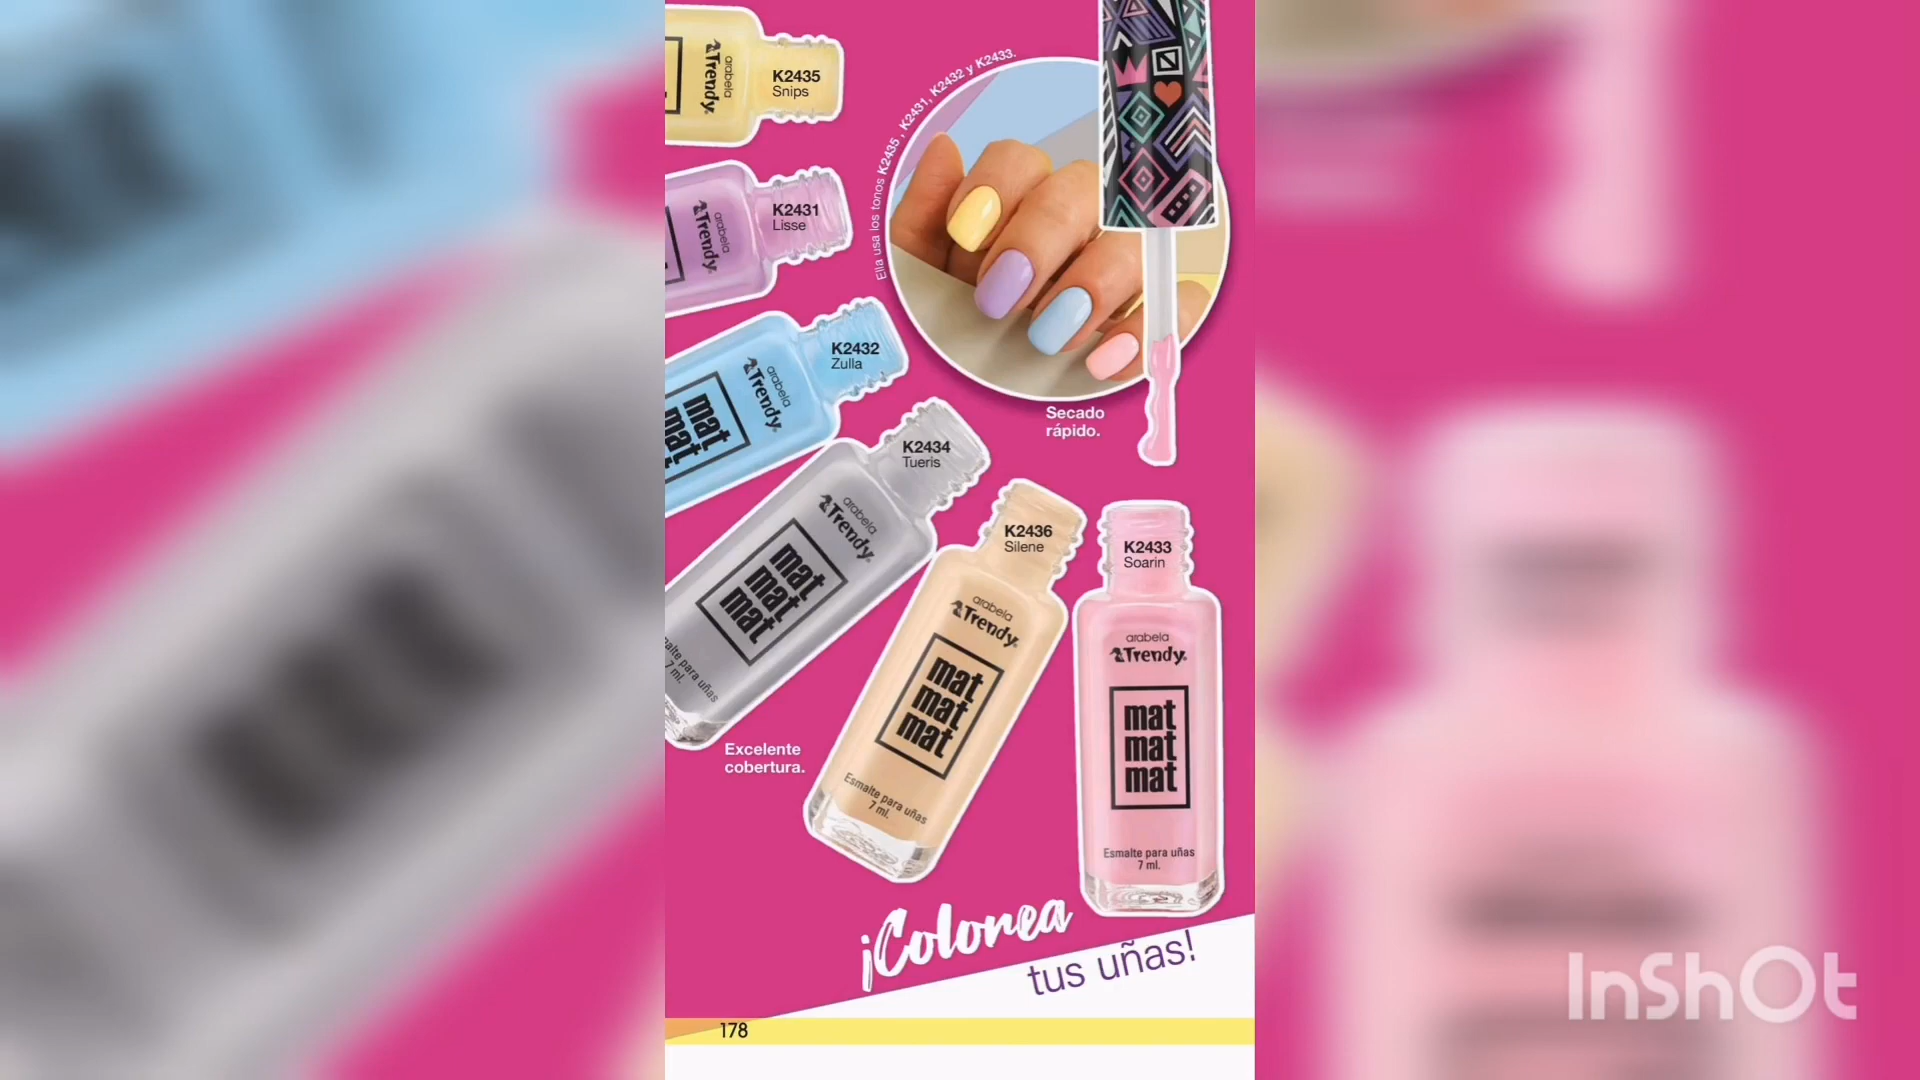 K2435
Snips
arabela
Trendy
K2431
Lisse
arabela
Trendy
Ella usa los tonos K2435, K2431, K2432 y K2433.
K2432
Zulla
arabela
Trendy
mat
mat
Secado
rápido.
K2434
Tueris
arabela
Trendy
mat
mat
mat
uñas
7 ml.
K2436
Silene
arabela
Trendy
mat
mat
mat
Esmalte para uñas
7 ml.
K2433
Soarin
arabela
Trendy
mat
mat
mat
Esmalte para uñas
7 ml.
Excelente
cobertura.
¡Colorea
tus uñas!
178
InShOt